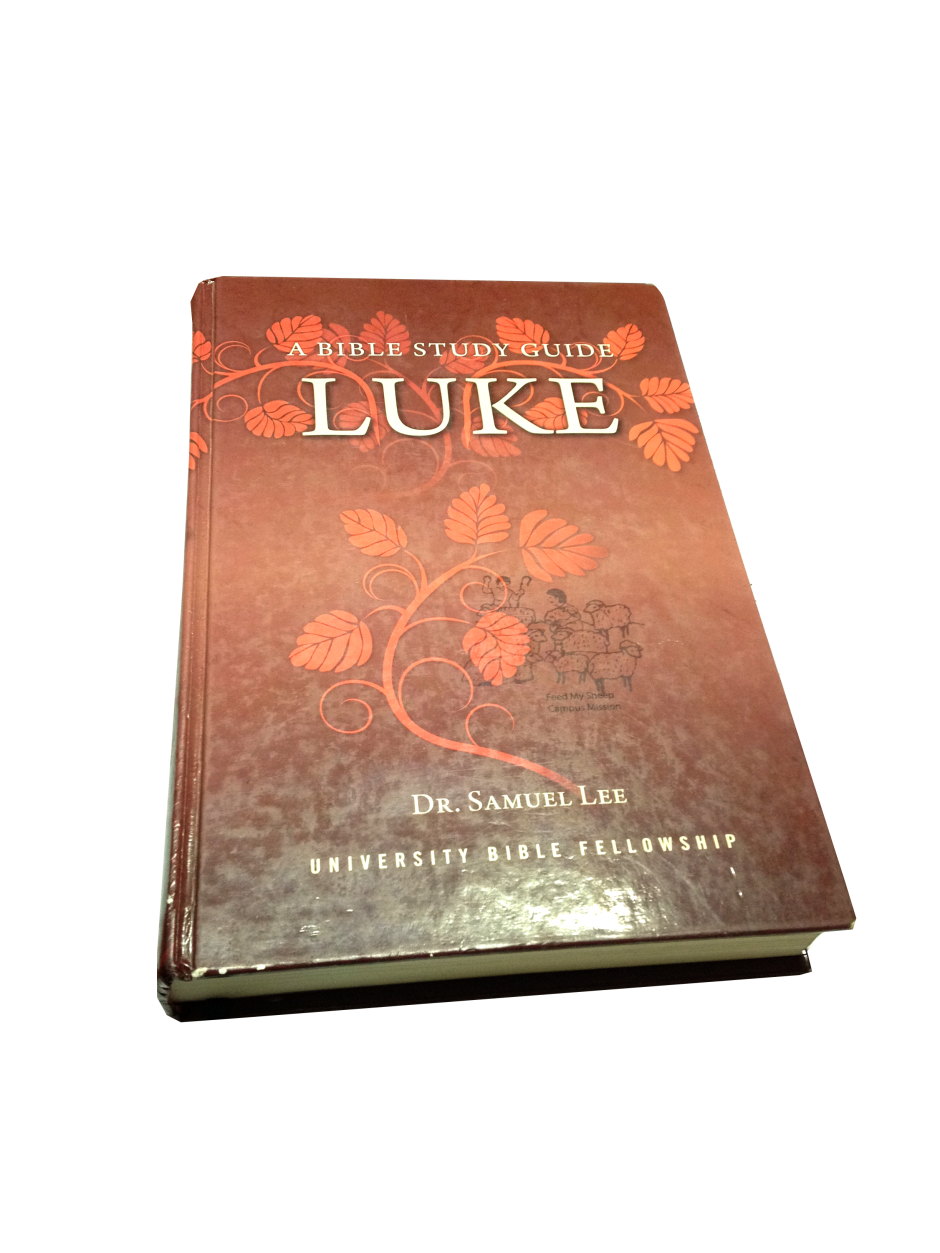 A BIBLE STUDY GUIDE
LUKE
Feed My Sheep
Campus Mission
DR. SAMUEL LEE
UNIVERSITY BIBLE FELLOWSHIP